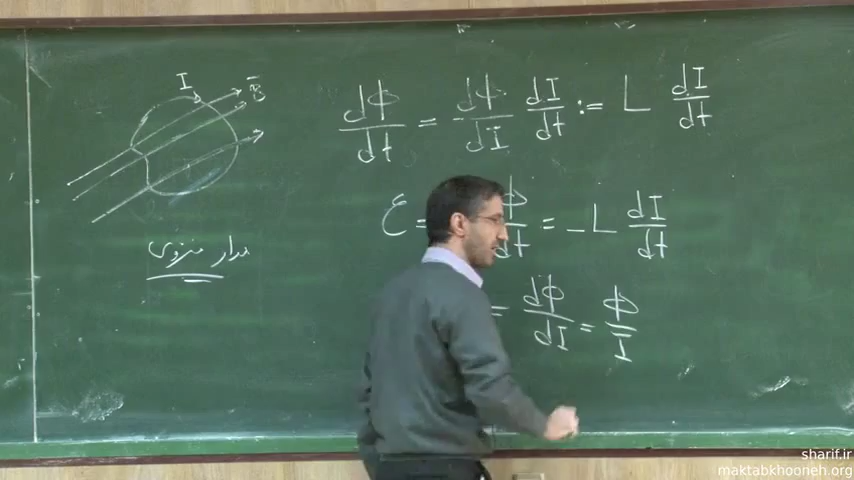 I
B̄
مدار منزوی
dΦ/dt = dΦ/dI dI/dt := L dI/dt
ε = Φ/dt = -L dI/dt
= dΦ/dI = Φ/I
sharif.ir
maktabkhooneh.org